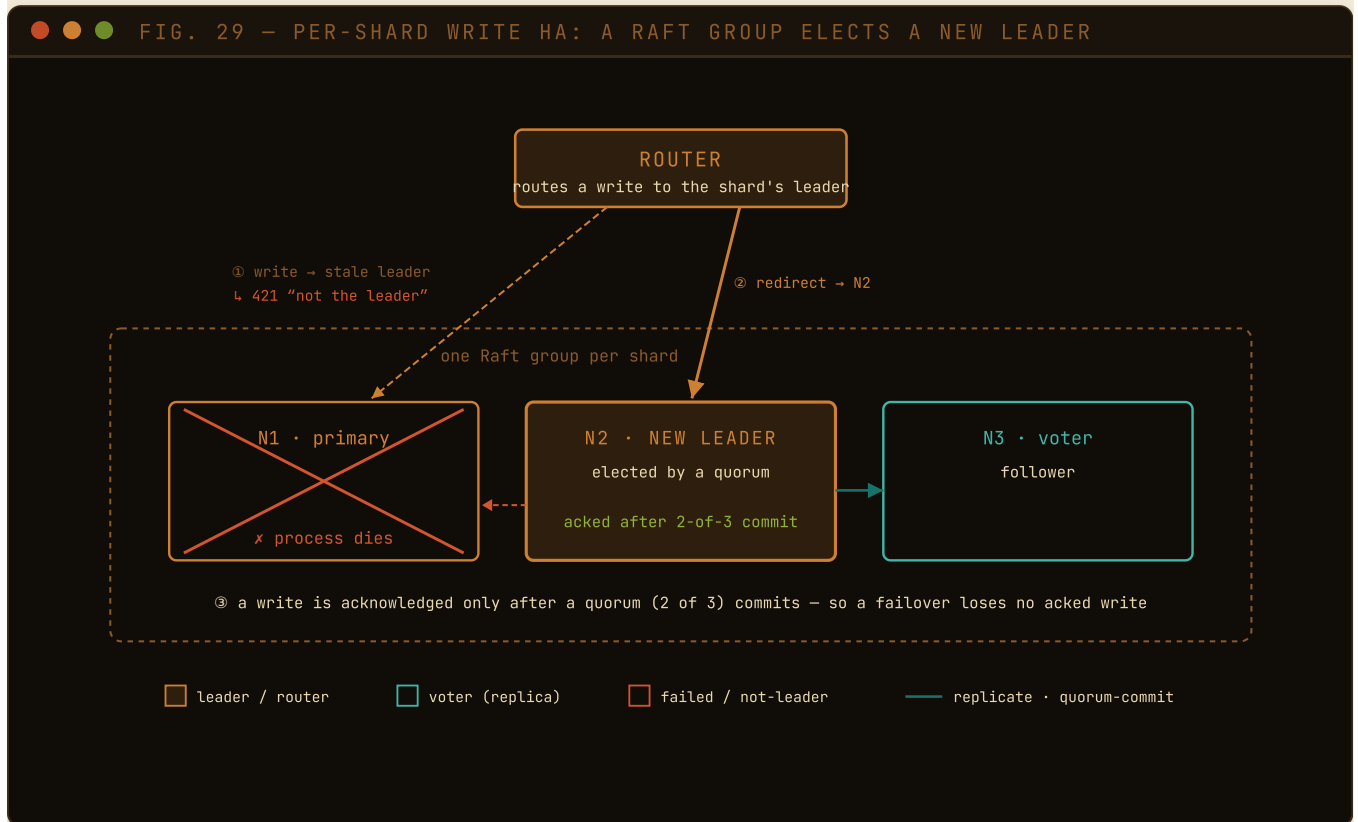 FIG. 29 — PER-SHARD WRITE HA: A RAFT GROUP ELECTS A NEW LEADER
ROUTER
routes a write to the shard's leader
① write → stale leader
↳ 421 “not the leader”
② redirect → N2
one Raft group per shard
N1 · primary
✗ process dies
N2 · NEW LEADER
elected by a quorum
acked after 2-of-3 commit
N3 · voter
follower
③ a write is acknowledged only after a quorum (2 of 3) commits — so a failover loses no acked write
leader / router
voter (replica)
failed / not-leader
replicate · quorum-commit